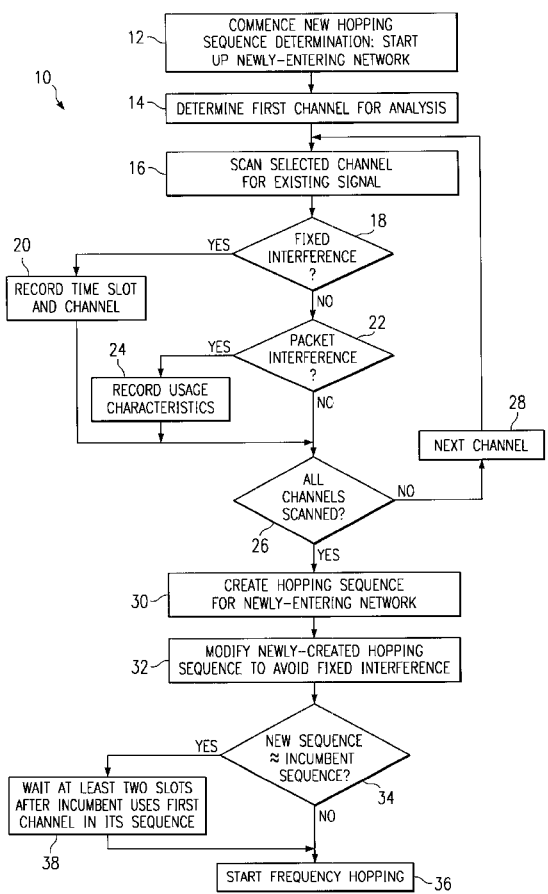 COMMENCE NEW HOPPING
SEQUENCE DETERMINATION: START
UP NEWLY-ENTERING NETWORK
12
10
14
DETERMINE FIRST CHANNEL FOR ANALYSIS
16
SCAN SELECTED CHANNEL
FOR EXISTING SIGNAL
18
FIXED
INTERFERENCE
?
YES
NO
20
RECORD TIME SLOT
AND CHANNEL
22
PACKET
INTERFERENCE
?
YES
NO
24
RECORD USAGE
CHARACTERISTICS
28
NEXT CHANNEL
ALL
CHANNELS
SCANNED?
NO
26
YES
30
CREATE HOPPING SEQUENCE
FOR NEWLY-ENTERING NETWORK
32
MODIFY NEWLY-CREATED HOPPING
SEQUENCE TO AVOID FIXED INTERFERENCE
NEW SEQUENCE
≈ INCUMBENT
SEQUENCE?
YES
34
NO
WAIT AT LEAST TWO SLOTS
AFTER INCUMBENT USES FIRST
CHANNEL IN ITS SEQUENCE
38
START FREQUENCY HOPPING
36